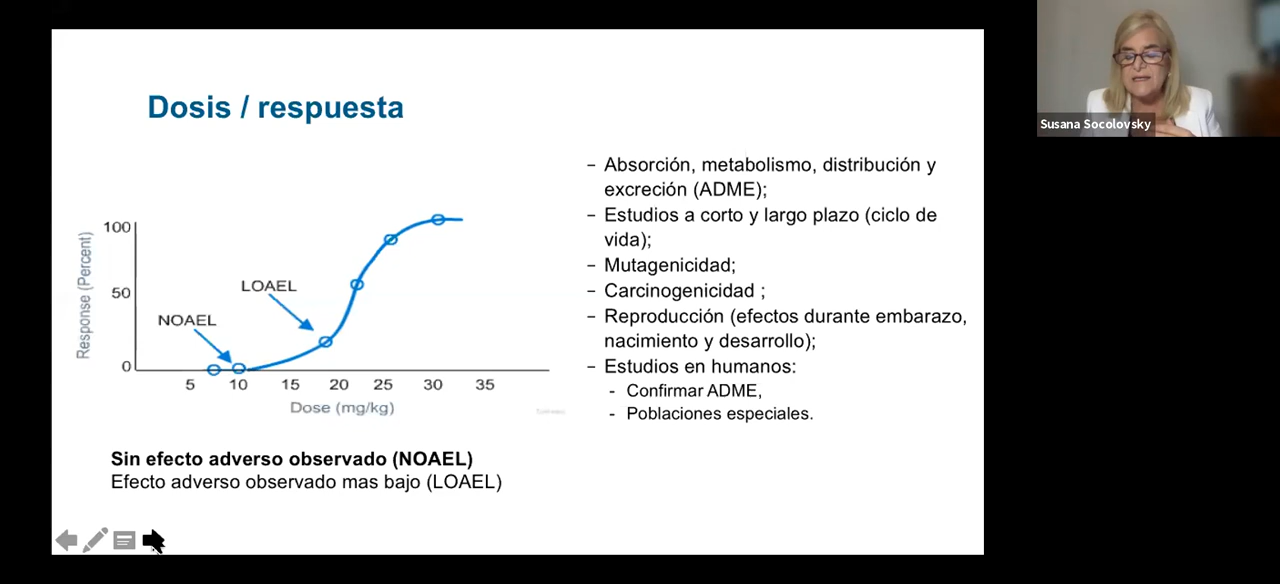 Dosis / respuesta
Susana Socolovsky
Response (Percent)
100
50
0
LOAEL
NOAEL
5 10 15 20 25 30 35
Dose (mg/kg)
Sin efecto adverso observado (NOAEL)
Efecto adverso observado mas bajo (LOAEL)
– Absorción, metabolismo, distribución y
excreción (ADME);
– Estudios a corto y largo plazo (ciclo de
vida);
– Mutagenicidad;
– Carcinogenicidad ;
– Reproducción (efectos durante embarazo,
nacimiento y desarrollo);
– Estudios en humanos:
- Confirmar ADME,
- Poblaciones especiales.